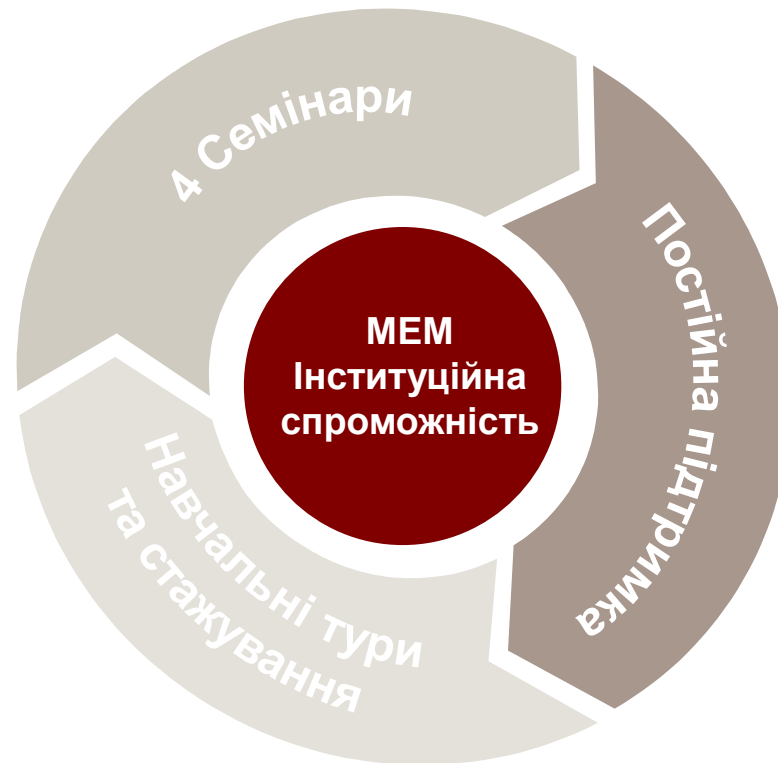 4 Семінари
Постійна підтримка
Навчальні тури
та стажування
МЕМ
Інституційна
спроможність